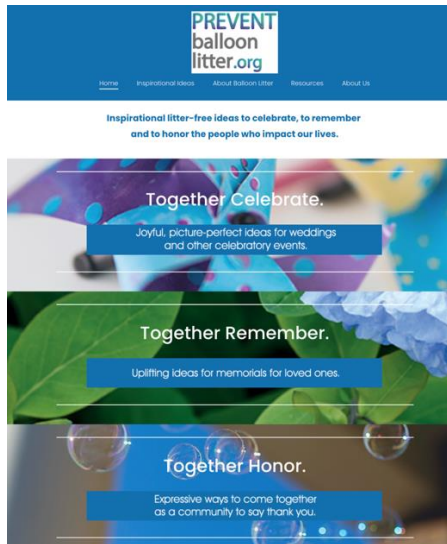 PREVENT
balloon
litter.org
Home Inspirational Ideas About Balloon Litter Resources About Us
Inspirational litter-free ideas to celebrate, to remember
and to honor the people who impact our lives.
Together Celebrate.
Joyful, picture-perfect ideas for weddings
and other celebratory events.
Together Remember.
Uplifting ideas for memorials for loved ones.
Together Honor.
Expressive ways to come together
as a community to say thank you.